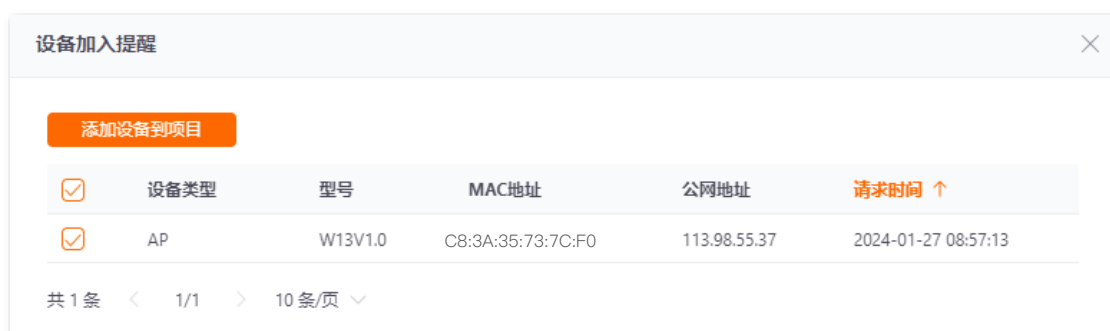 设备加入提醒
添加设备到项目
设备类型 型号 MAC地址 公网地址 请求时间 ↑
AP W13V1.0 C8:3A:35:73:7C:F0 113.98.55.37 2024-01-27 08:57:13
共 1 条 < 1/1 > 10 条/页